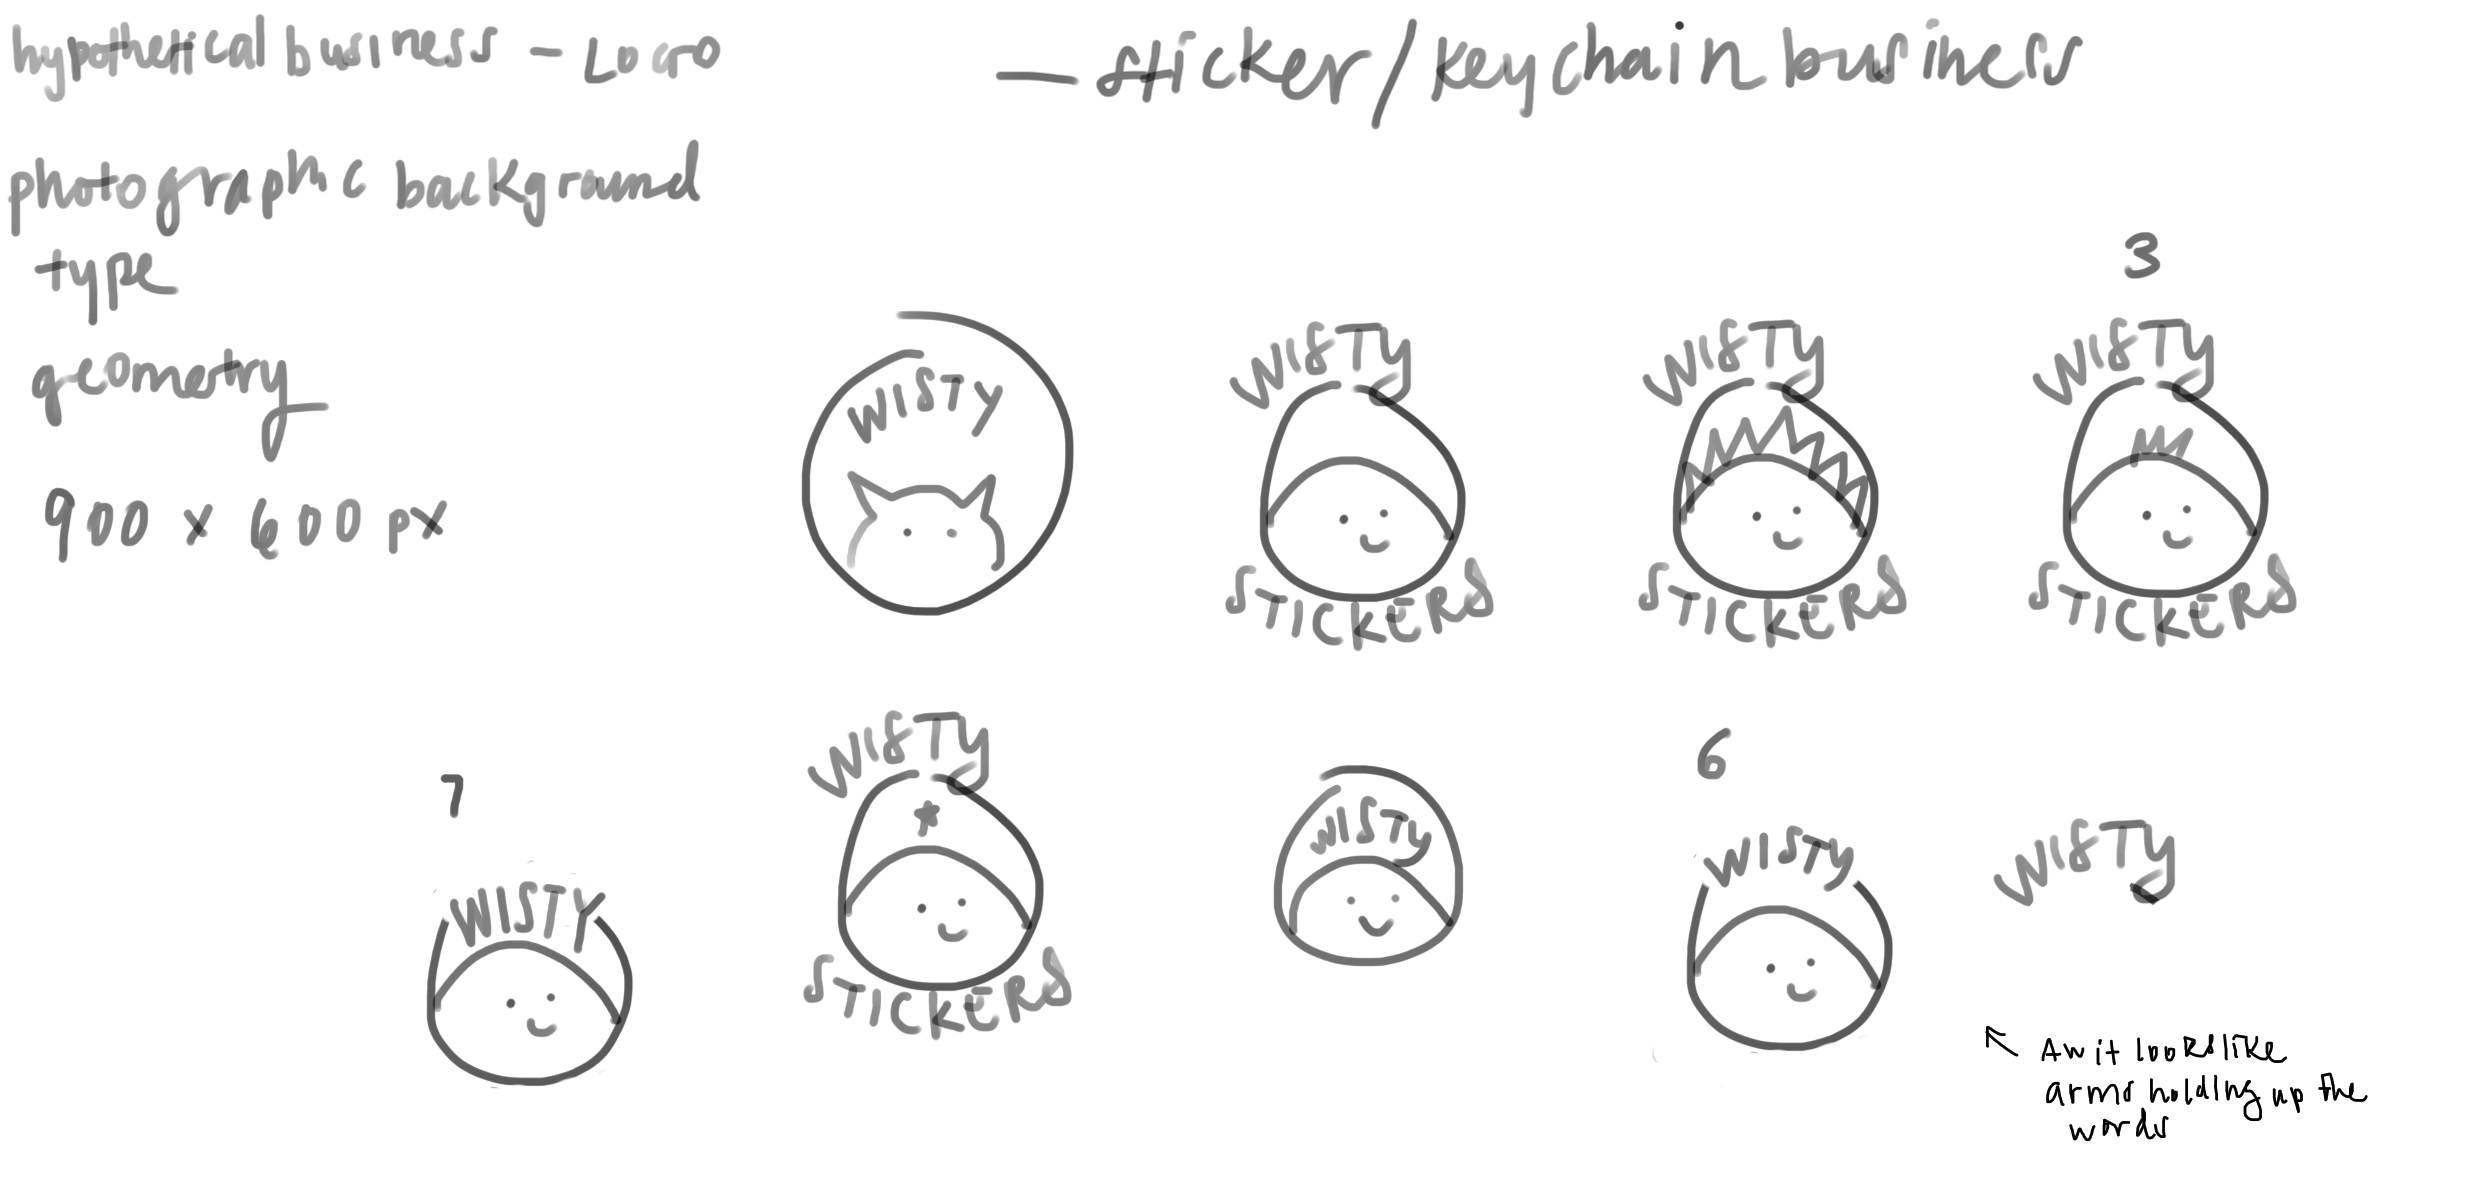 hypothetical business - LOGO
— sticker/keychain business
photographic background
type
geometry
900 x 600 px
3
WISTY
WISTY
STICKERS
WISTY
STICKERS
WISTY
STICKERS
7
6
WISTY
WISTY
STICKERS
WISTY
WISTY
WISTY
Aw it looks like
arms holding up the
words